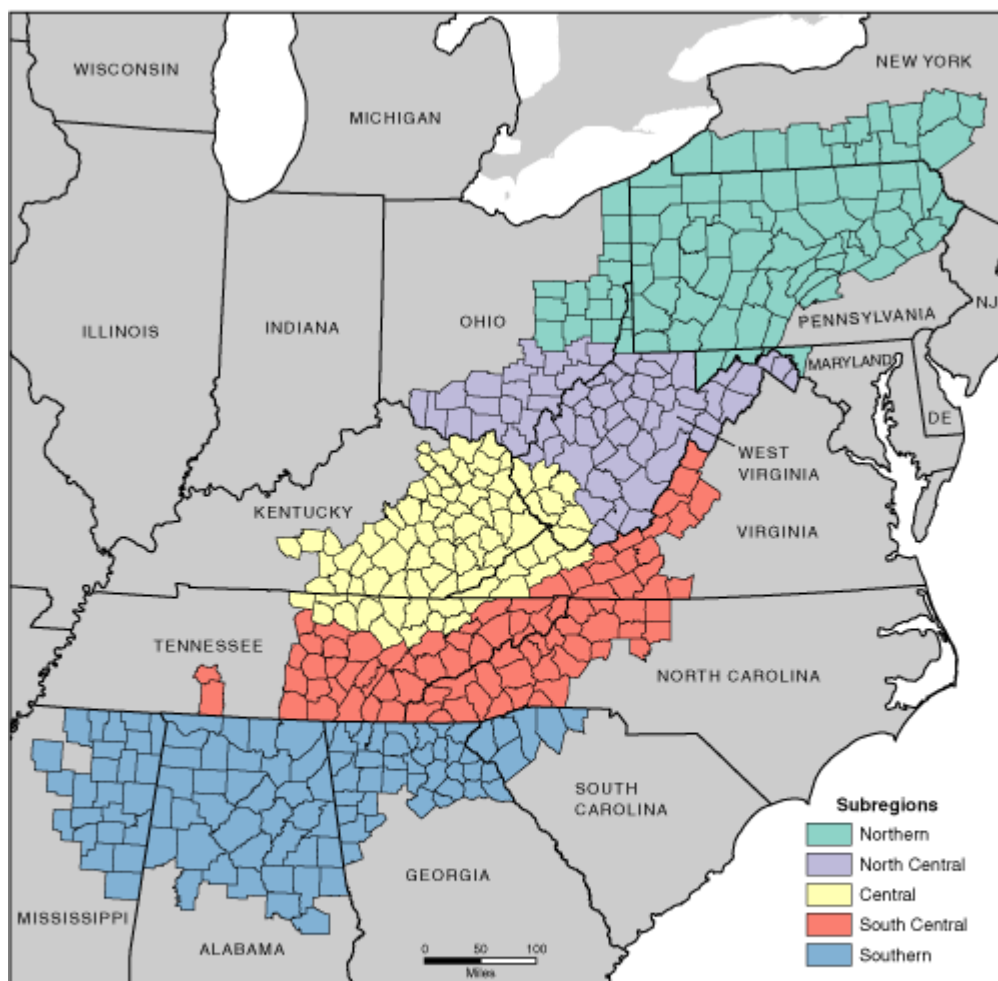 WISCONSIN
MICHIGAN
NEW YORK
ILLINOIS
INDIANA
OHIO
PENNSYLVANIA
NJ
MARYLAND
DE
WEST
VIRGINIA
KENTUCKY
VIRGINIA
TENNESSEE
NORTH CAROLINA
SOUTH
CAROLINA
GEORGIA
MISSISSIPPI
ALABAMA
0 50 100
Miles
Subregions
Northern
North Central
Central
South Central
Southern